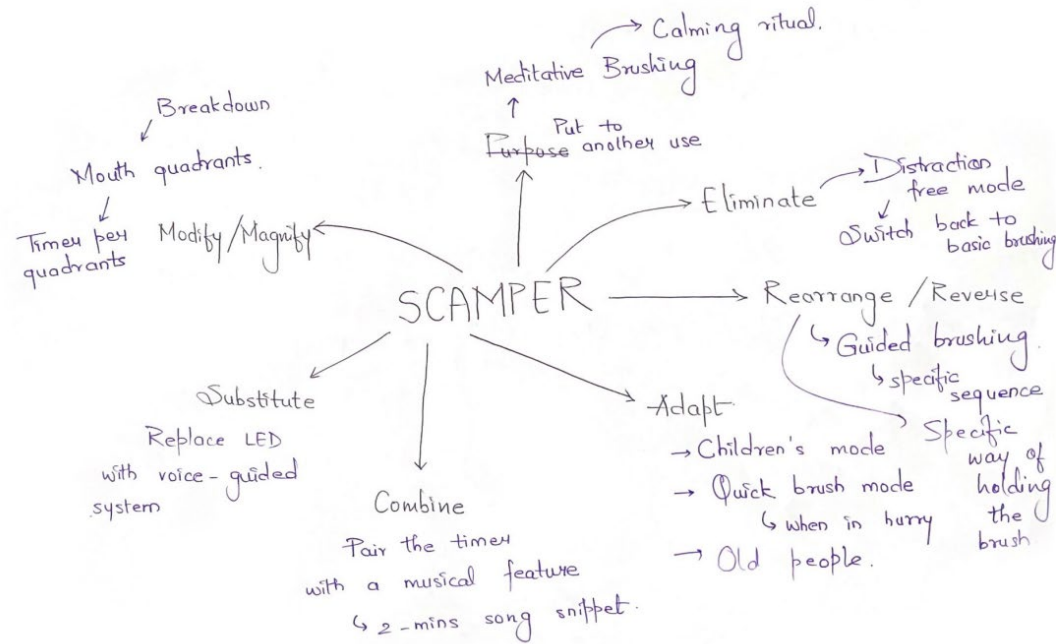 SCAMPER
Substitute
Replace LED
with voice-guided
system
Combine
Pair the timer
with a musical feature
↳ 2-mins song snippet.
Adapt
→ Children's mode
→ Quick brush mode
↳ when in hurry
→ Old people.
Modify/Magnify
Breakdown
Mouth quadrants.
Timer per
quadrants
Put to
Purpose another use
Meditative Brushing
Calming ritual.
Eliminate
Distraction
free mode
Switch back to
basic brushing
Rearrange /Reverse
↳ Guided brushing.
↳ specific
sequence
Specific
way of
holding
the
brush